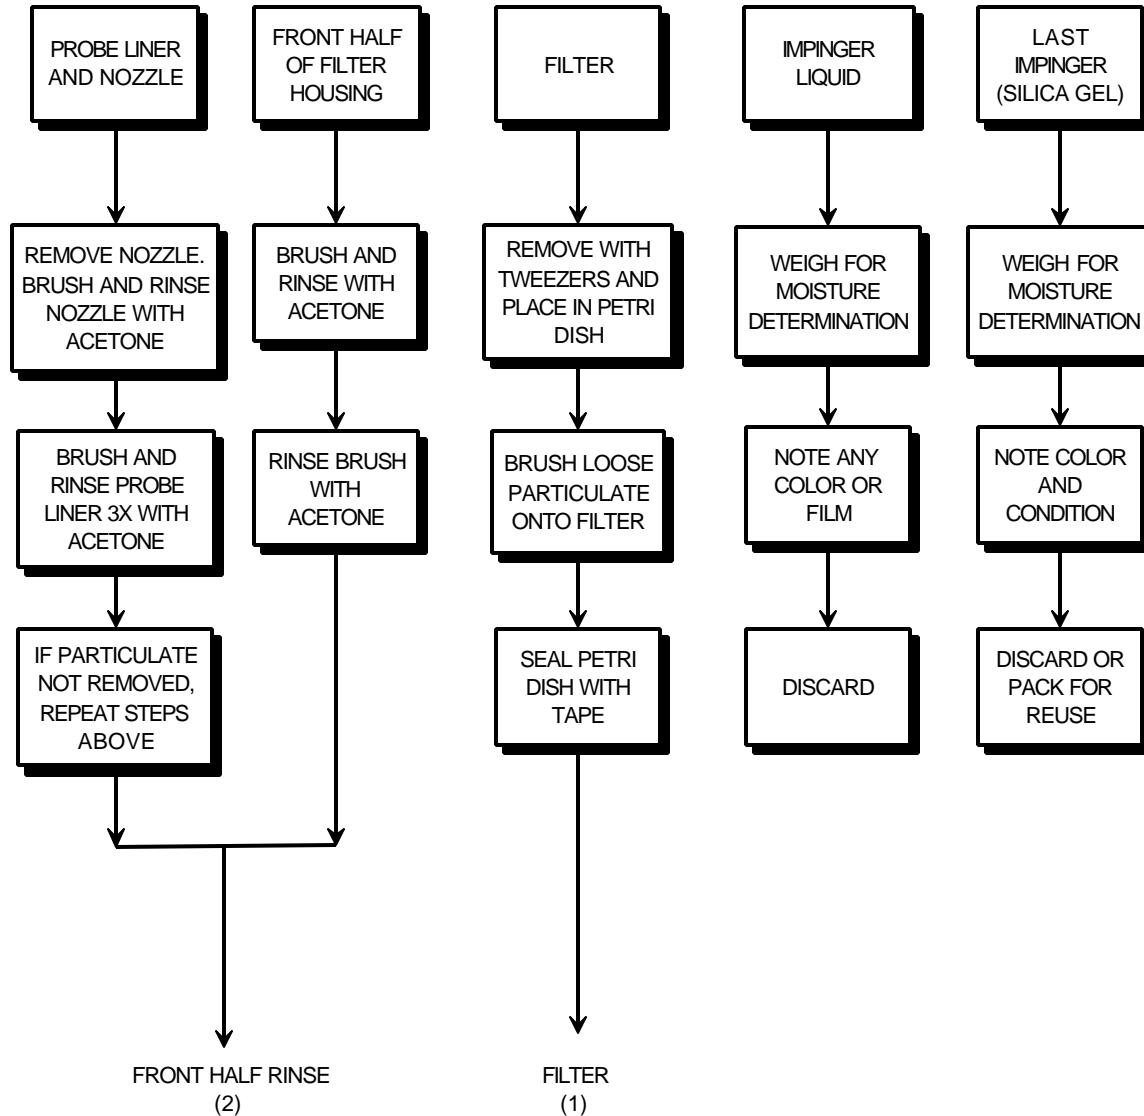 PROBE LINER
AND NOZZLE
FRONT HALF
OF FILTER
HOUSING
FILTER
IMPINGER
LIQUID
LAST
IMPINGER
(SILICA GEL)
REMOVE NOZZLE.
BRUSH AND RINSE
NOZZLE WITH
ACETONE
BRUSH AND
RINSE WITH
ACETONE
REMOVE WITH
TWEEZERS AND
PLACE IN PETRI
DISH
WEIGH FOR
MOISTURE
DETERMINATION
WEIGH FOR
MOISTURE
DETERMINATION
BRUSH AND
RINSE PROBE
LINER 3X WITH
ACETONE
RINSE BRUSH
WITH
ACETONE
BRUSH LOOSE
PARTICULATE
ONTO FILTER
NOTE ANY
COLOR OR
FILM
NOTE COLOR
AND
CONDITION
IF PARTICULATE
NOT REMOVED,
REPEAT STEPS
ABOVE
SEAL PETRI
DISH WITH
TAPE
DISCARD
DISCARD OR
PACK FOR
REUSE
FRONT HALF RINSE
(2)
FILTER
(1)